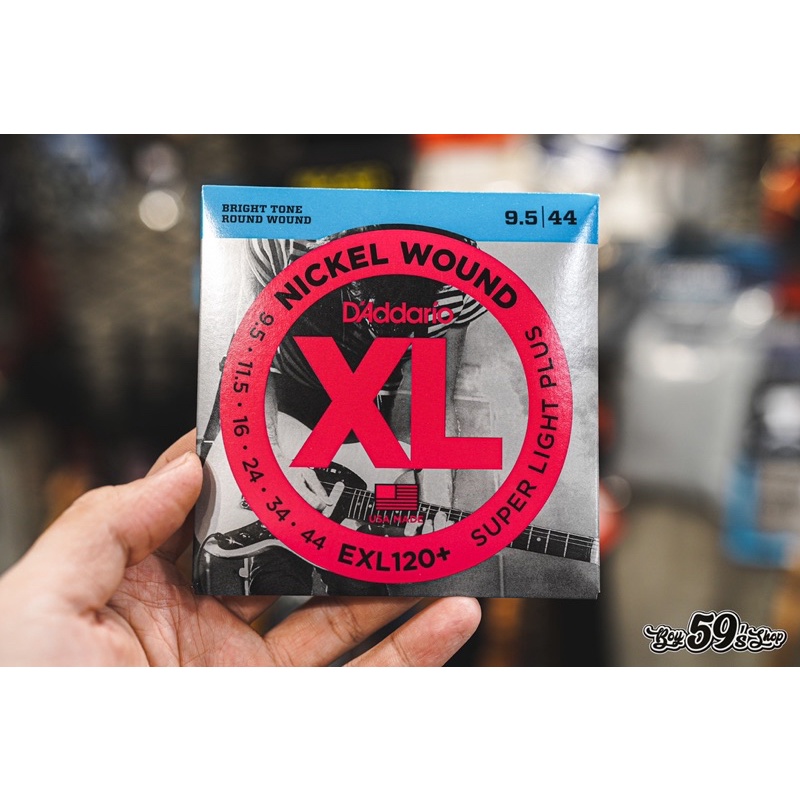 BRIGHT TONE
ROUND WOUND
9.5|44
NICKEL WOUND
D'Addario
XL
9.5 • 11.5 • 16 • 24 • 34 • 44
USA MADE
EXL120+
SUPER LIGHT PLUS
Boy 59's Shop